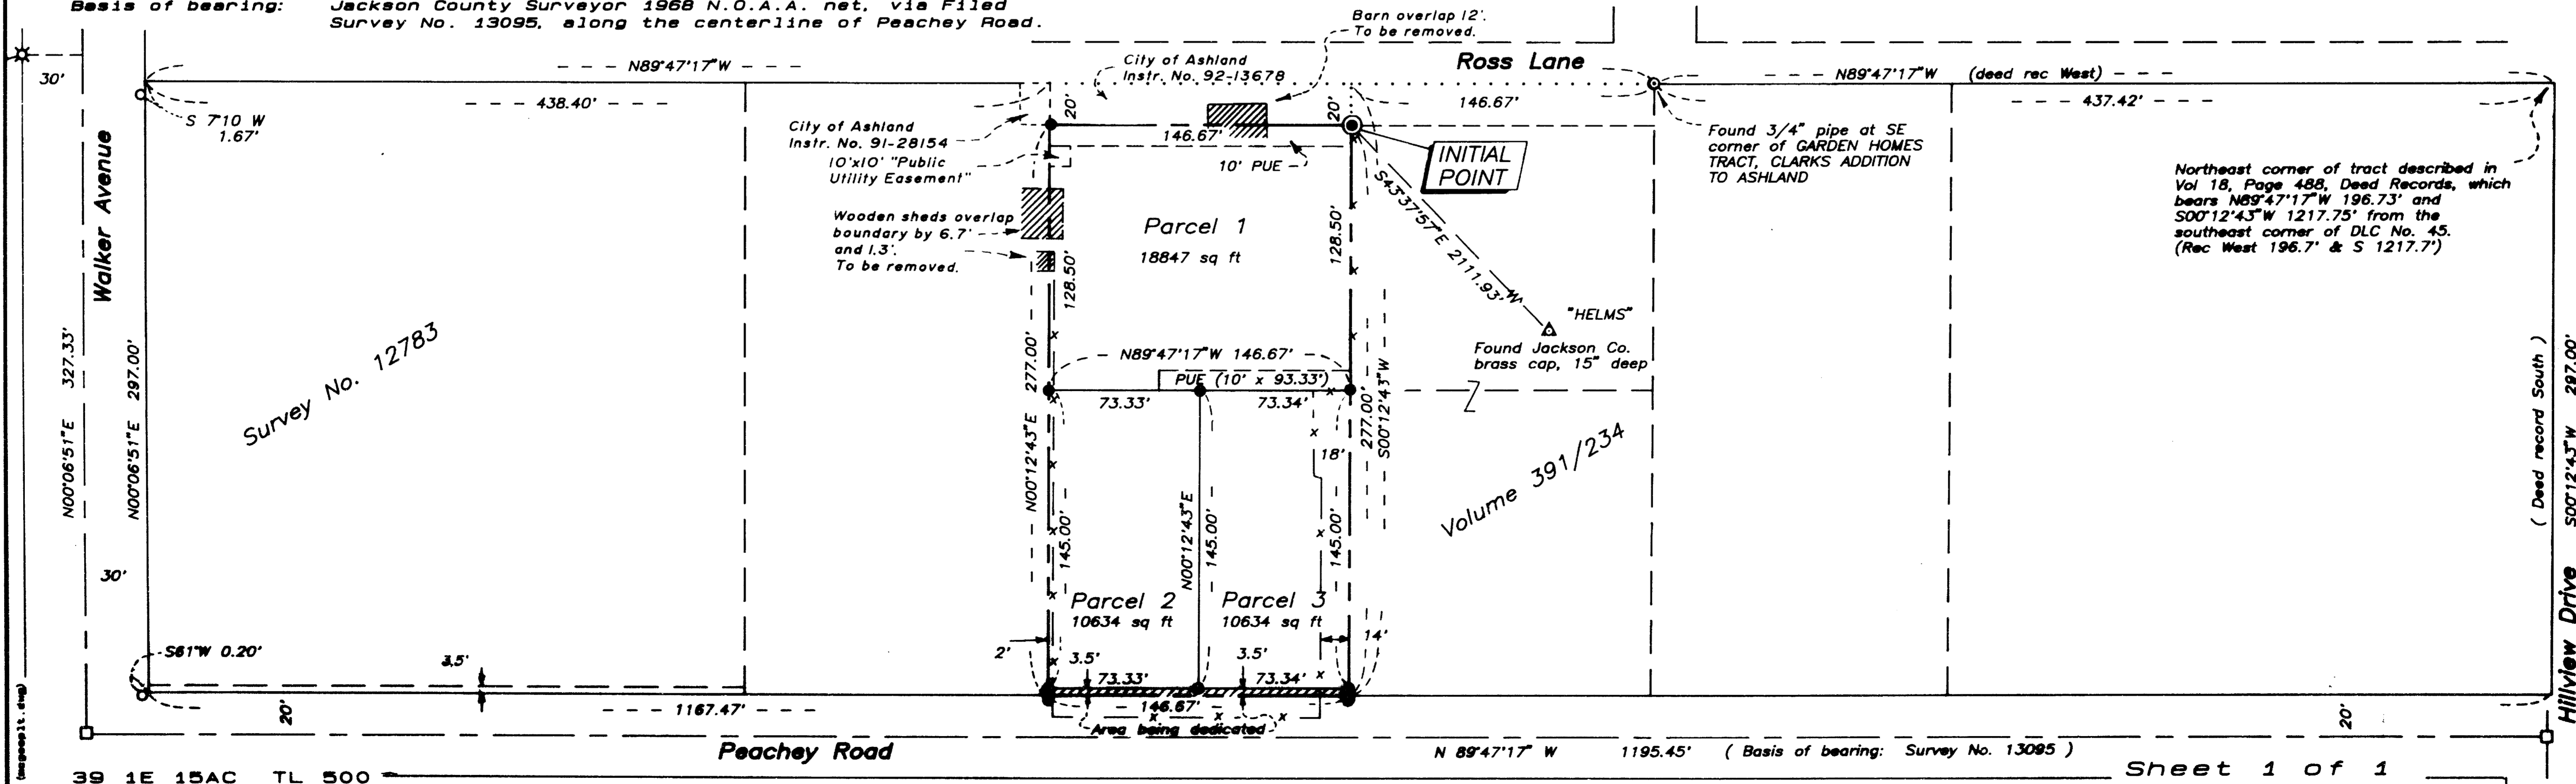 Basis of bearing: Jackson County Surveyor 1968 N.O.A.A. net, via Filed
Survey No. 13095, along the centerline of Peachey Road.
Barn overlap 12'.
To be removed.
Ross Lane
30'
N89°47'17"W
438.40'
City of Ashland
Instr. No. 92-13678
20'
20'
146.67'
N89°47'17"W (deed rec West)
437.42'
S 7°10 W
1.67'
Walker Avenue
City of Ashland
Instr. No. 91-28154
10'x10' "Public
Utility Easement"
146.67'
10' PUE
INITIAL
POINT
Found 3/4" pipe at SE
corner of GARDEN HOMES
TRACT, CLARKS ADDITION
TO ASHLAND
Northeast corner of tract described in
Vol 18, Page 488, Deed Records, which
bears N89°47'17"W 196.73' and
S00°12'43"W 1217.75' from the
southeast corner of DLC No. 45.
(Rec West 196.7' & S 1217.7')
Wooden sheds overlap
boundary by 6.7'
and 1.3'.
To be removed.
Parcel 1
18847 sq ft
128.50'
128.50'
S43°37'57"E 2111.93'
"HELMS"
Found Jackson Co.
brass cap, 15" deep
N00°06'51"E 327.33'
N00°06'51"E 297.00'
Survey No. 12783
N00°12'43"E 277.00'
N89°47'17"W 146.67'
PUE (10' x 93.33')
73.33'
73.34'
277.00'
S00°12'43"W
18'
Volume 391/234
(Deed record South)
S00°12'43"W 297.00'
Hillview Drive
145.00'
N00°12'43"E
145.00'
145.00'
30'
Parcel 2
10634 sq ft
Parcel 3
10634 sq ft
S61°W 0.20'
3.5'
2'
3.5'
3.5'
14'
73.33'
73.34'
20'
1167.47'
146.67'
20'
Area being dedicated
Peachey Road
N 89°47'17" W 1195.45' ( Basis of bearing: Survey No. 13095 )
39 1E 15AC TL 500
Sheet 1 of 1